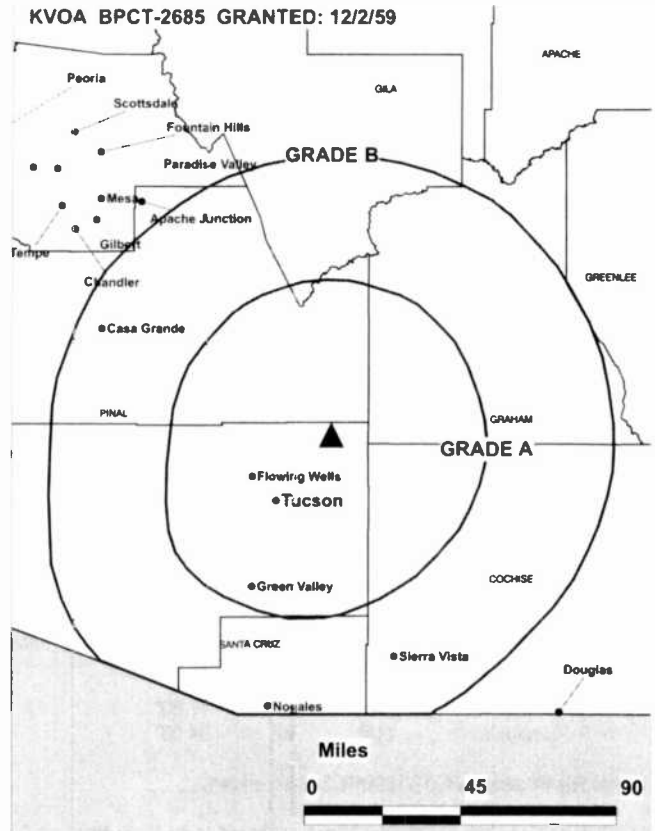 KVOA BPCT-2685 GRANTED: 12/2/59
APACHE
Peoria
GILA
Scottsdale
Fountain Hills
GRADE B
Paradise Valley
Mesa
Apache Junction
Gilbert
Tempe
GREENLEE
Chandler
Casa Grande
PINAL
GRAHAM
GRADE A
Flowing Wells
Tucson
Green Valley
COCHISE
SANTA CRUZ
Sierra Vista
Douglas
Nogales
Miles
0 45 90